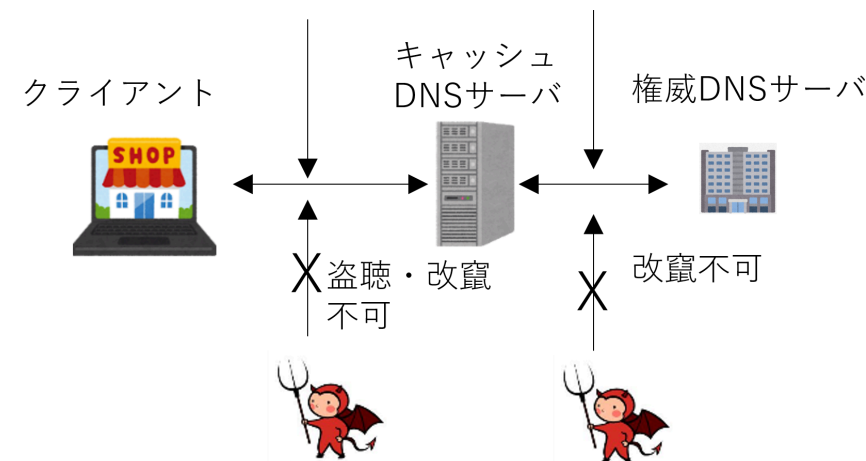 クライアント
SHOP
キャッシュ
DNSサーバ
権威DNSサーバ
X
盗聴・改竄
不可
X
改竄不可